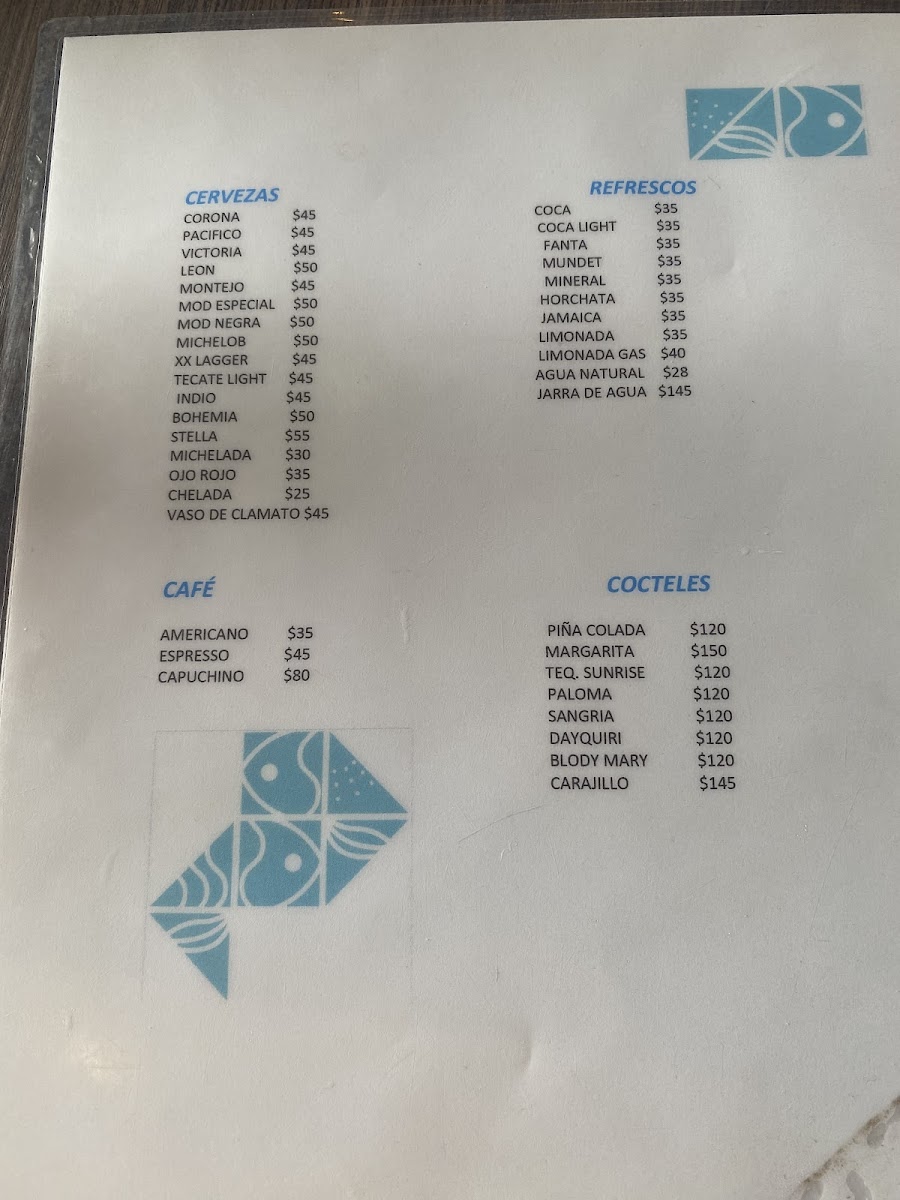 CERVEZAS
CORONA $45
PACIFICO $45
VICTORIA $45
LEON $50
MONTEJO $45
MOD ESPECIAL $50
MOD NEGRA $50
MICHELOB $50
XX LAGGER $45
TECATE LIGHT $45
INDIO $45
BOHEMIA $50
STELLA $55
MICHELADA $30
OJO ROJO $35
CHELADA $25
VASO DE CLAMATO $45
REFRESCOS
COCA $35
COCA LIGHT $35
FANTA $35
MUNDET $35
MINERAL $35
HORCHATA $35
JAMAICA $35
LIMONADA $35
LIMONADA GAS $40
AGUA NATURAL $28
JARRA DE AGUA $145
CAFÉ
AMERICANO $35
ESPRESSO $45
CAPUCHINO $80
COCTELES
PIÑA COLADA $120
MARGARITA $150
TEQ. SUNRISE $120
PALOMA $120
SANGRIA $120
DAYQUIRI $120
BLODY MARY $120
CARAJILLO $145